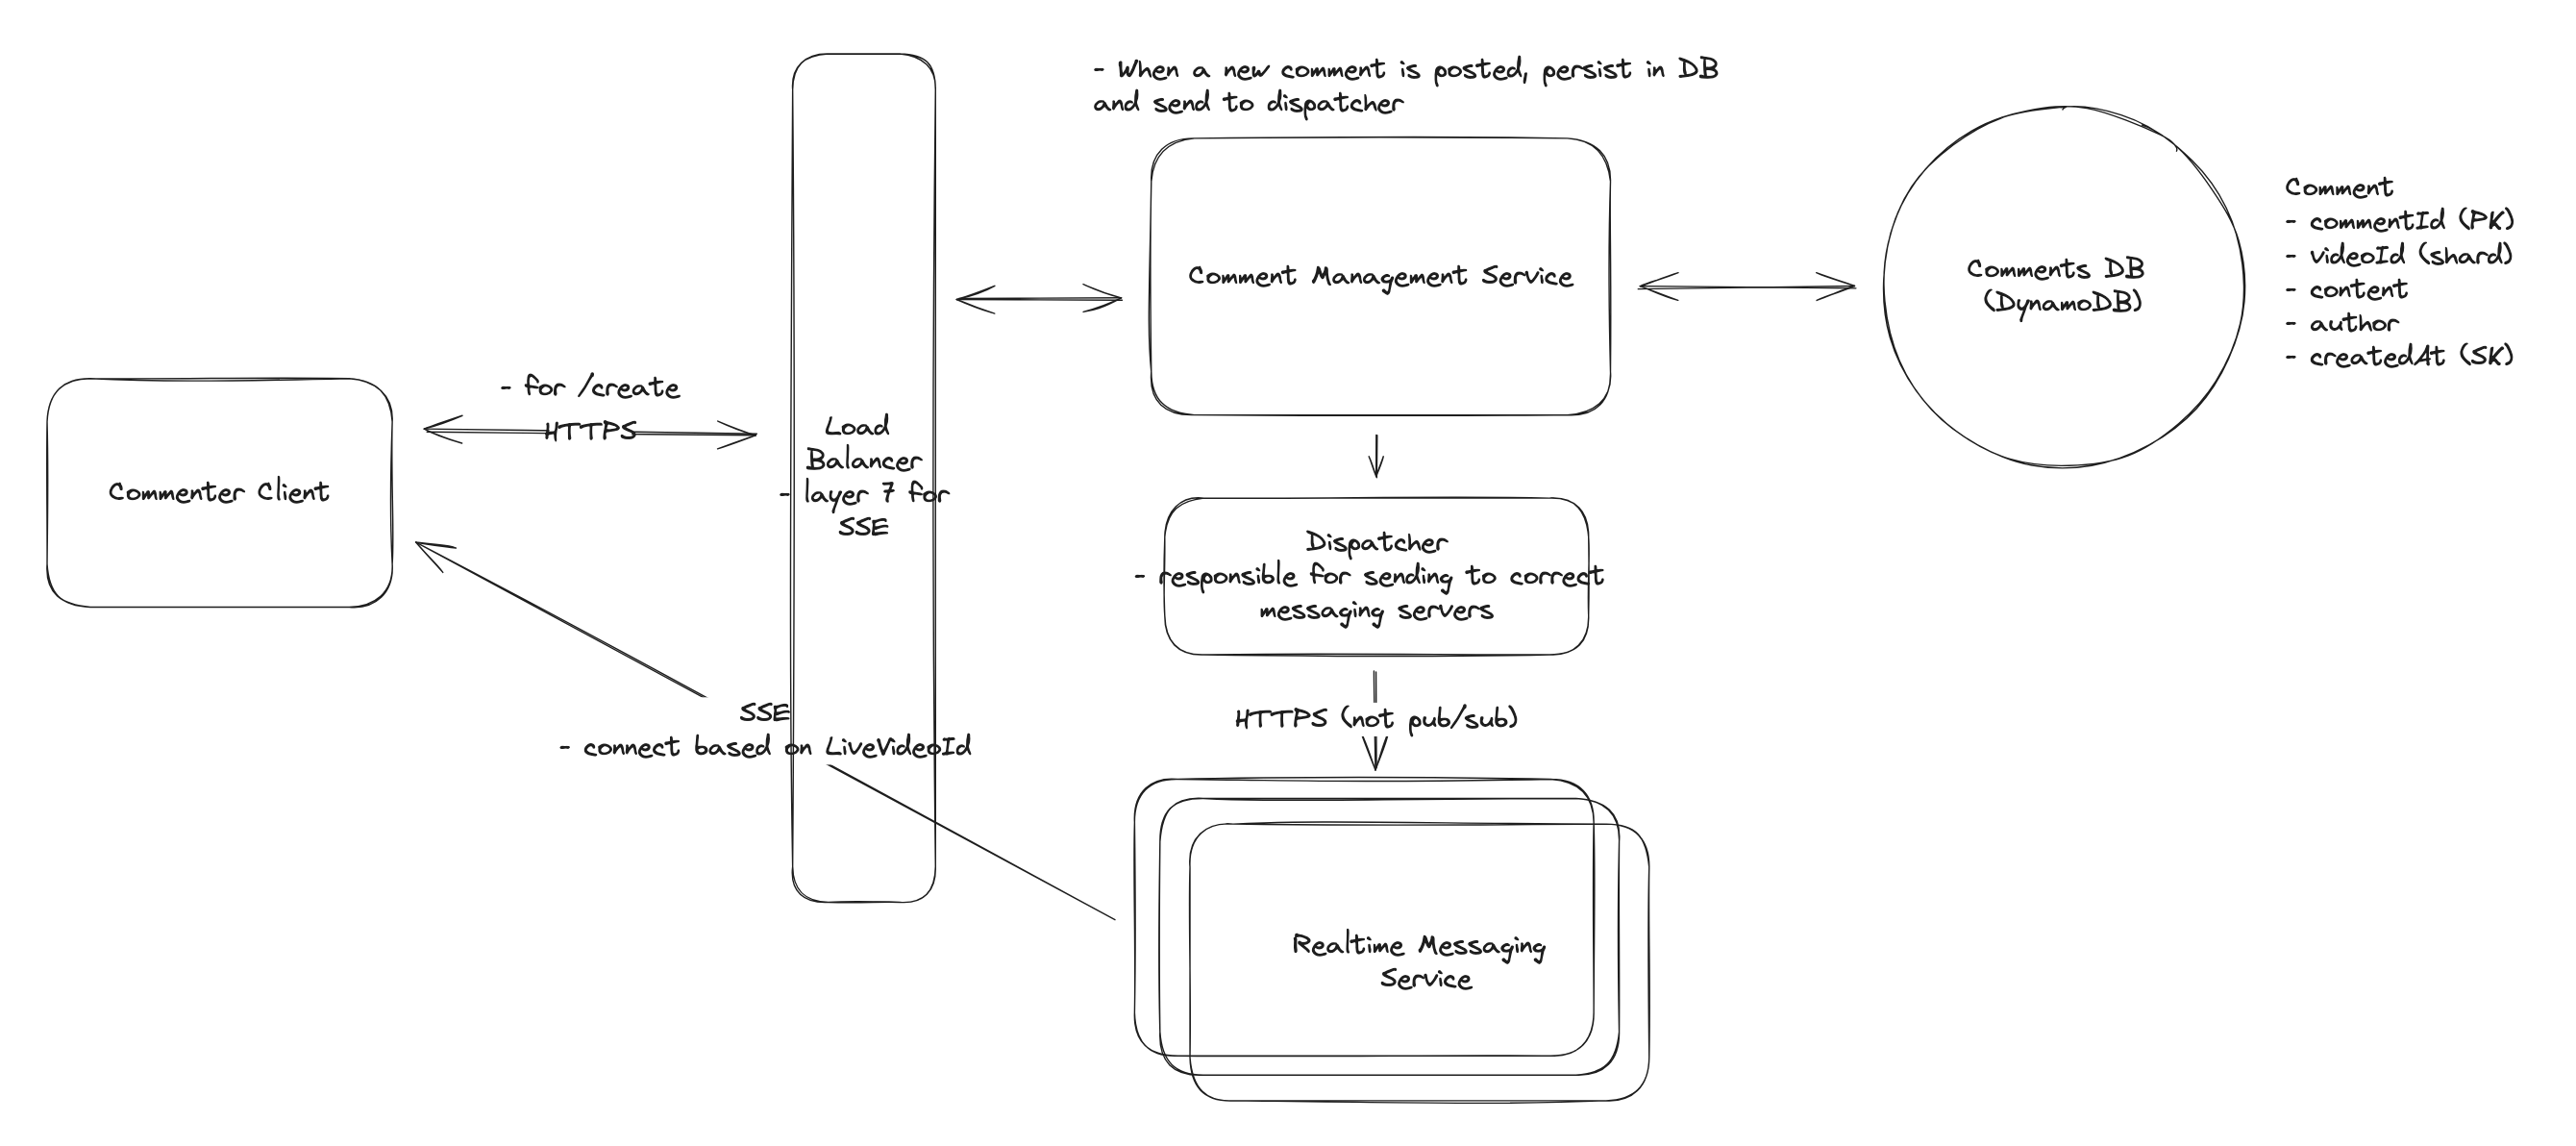 - When a new comment is posted, persist in DB
and send to dispatcher
Comment Management Service
Comments DB
(DynamoDB)
Comment
- commentId (PK)
- videoId (shard)
- content
- author
- createdAt (SK)
- for /create
HTTPS
Commenter Client
Load
Balancer
- layer 7 for
SSE
Dispatcher
- responsible for sending to correct
messaging servers
SSE
- connect based on LiveVideoId
HTTPS (not pub/sub)
Realtime Messaging
Service